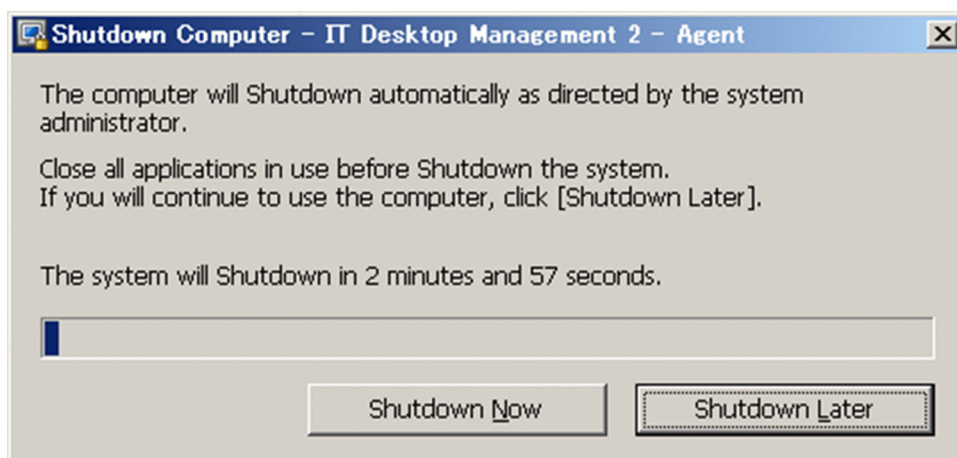 Shutdown Computer - IT Desktop Management 2 - Agent
The computer will Shutdown automatically as directed by the system
administrator.
Close all applications in use before Shutdown the system.
If you will continue to use the computer, click [Shutdown Later].
The system will Shutdown in 2 minutes and 57 seconds.
Shutdown Now
Shutdown Later